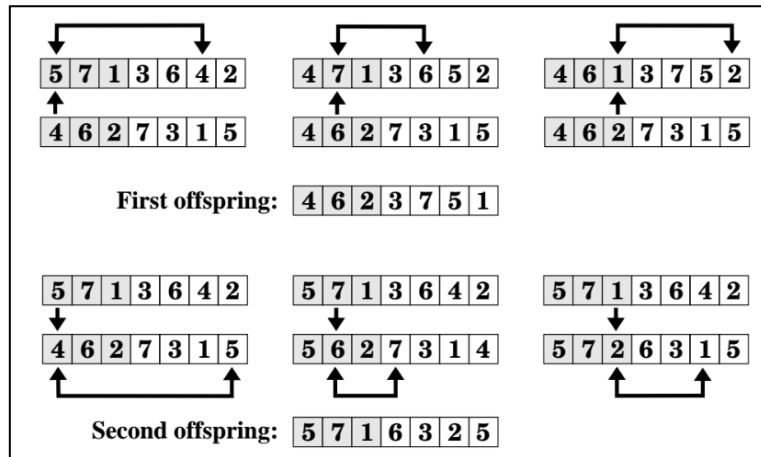 5 7 1 3 6 4 2 4 7 1 3 6 5 2 4 6 1 3 7 5 2
4 6 2 7 3 1 5 4 6 2 7 3 1 5 4 6 2 7 3 1 5
First offspring: 4 6 2 3 7 5 1
5 7 1 3 6 4 2 5 7 1 3 6 4 2 5 7 1 3 6 4 2
4 6 2 7 3 1 5 5 6 2 7 3 1 4 5 7 2 6 3 1 5
Second offspring: 5 7 1 6 3 2 5